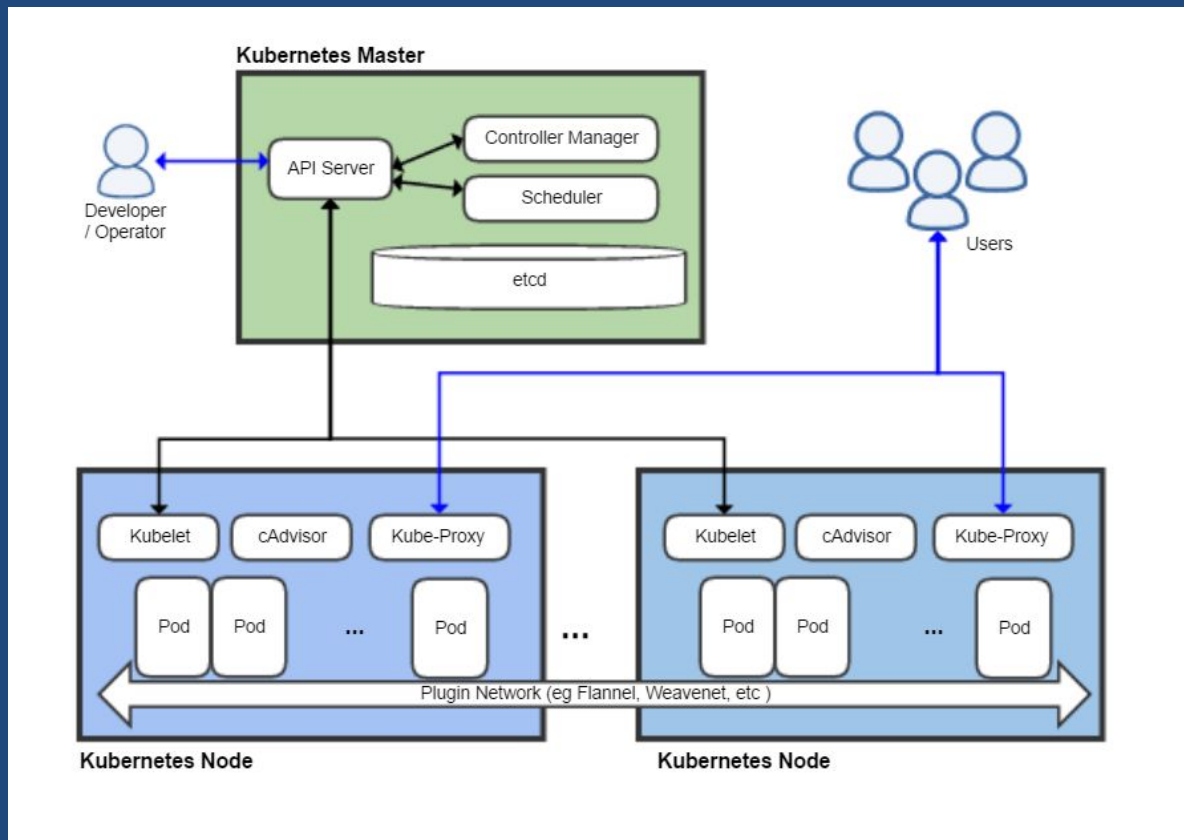 Kubernetes Master
Controller Manager
API Server
Scheduler
Developer
/ Operator
Users
etcd
Kubelet
cAdvisor
Kube-Proxy
Kubelet
cAdvisor
Kube-Proxy
Pod
Pod
...
Pod
...
Pod
Pod
...
Pod
Plugin Network (eg Flannel, Weavenet, etc )
Kubernetes Node
Kubernetes Node